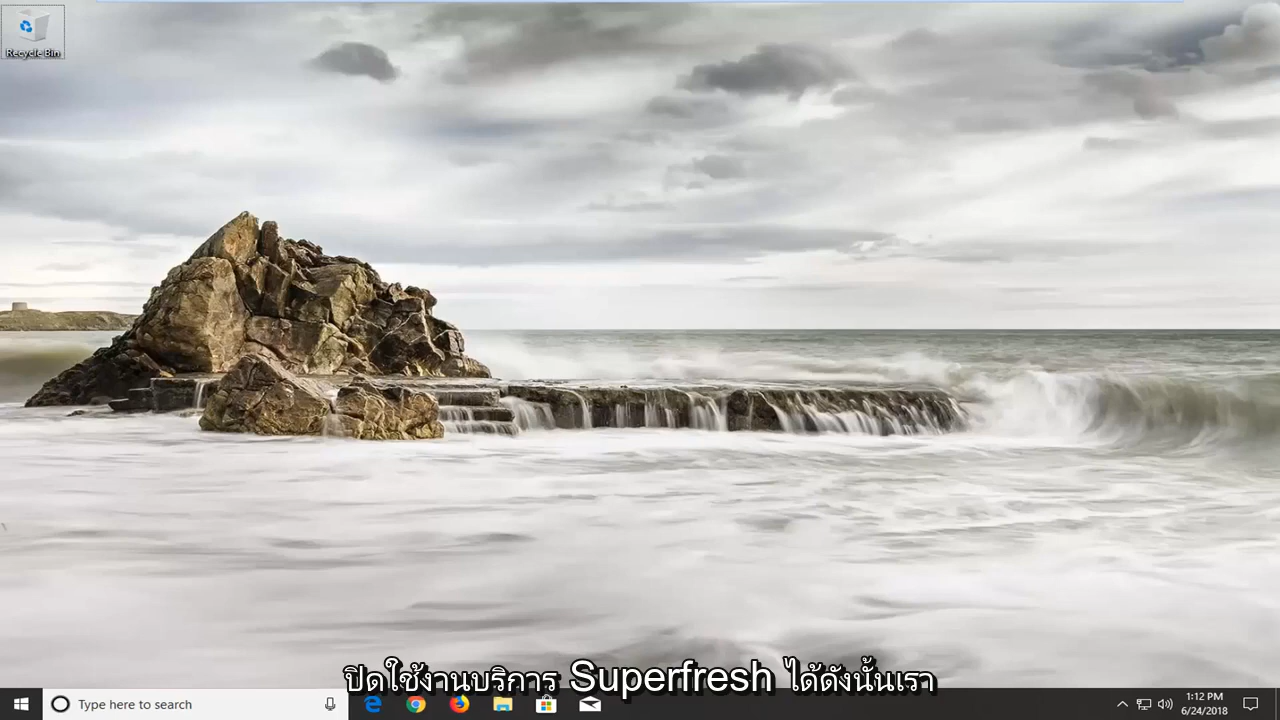 Recycle Bin
ปิดใช้งานบริการ Superfresh ได้ดังนั้นเรา
Type here to search
1:12 PM
6/24/2018